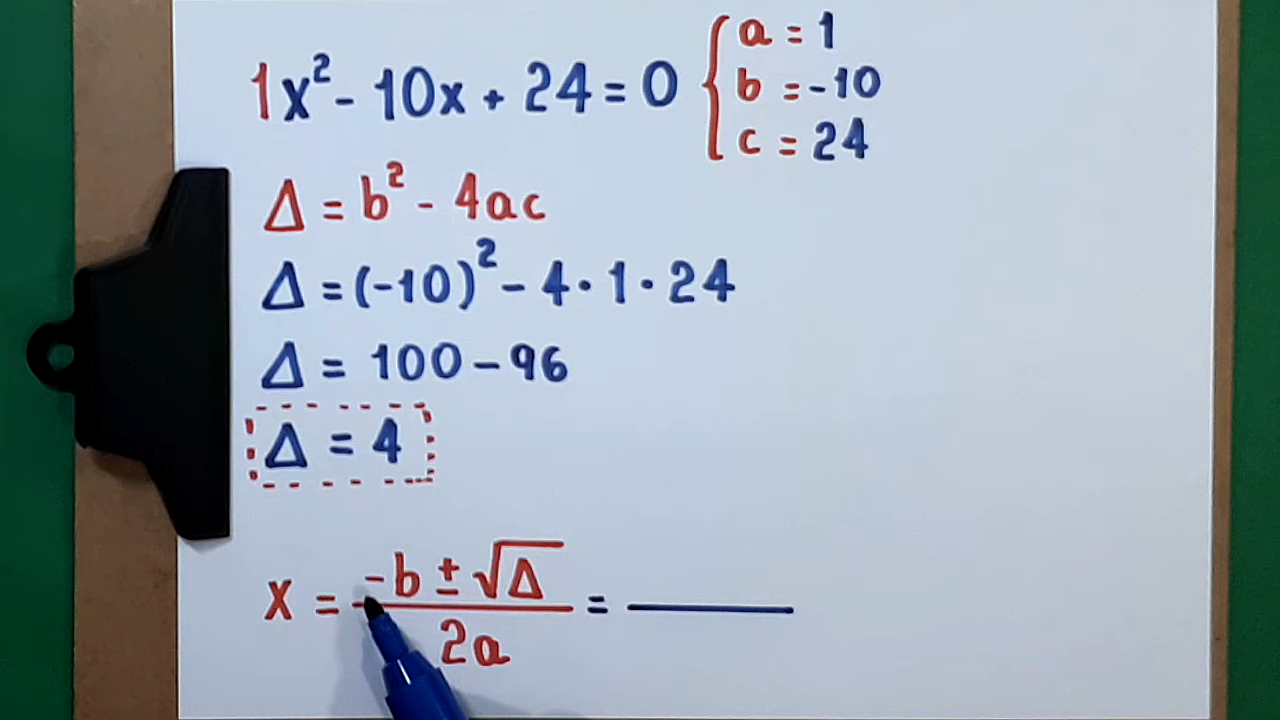 1x² - 10x + 24 = 0 { a = 1
b = -10
c = 24
Δ = b² - 4ac
Δ = (-10)² - 4 · 1 · 24
Δ = 100 - 96
Δ = 4
x = -b ± √Δ / 2a = ―